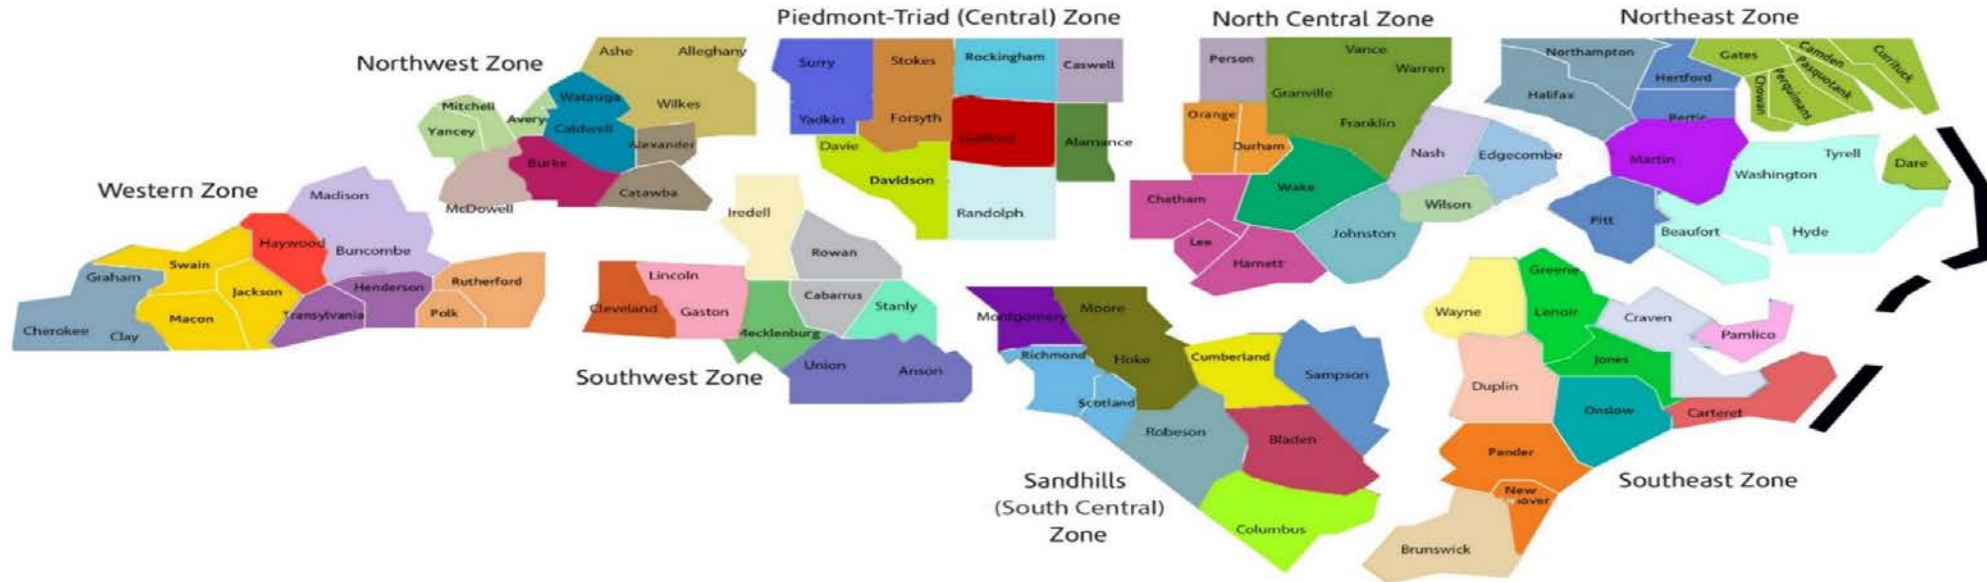 Piedmont-Triad (Central) Zone
North Central Zone
Northeast Zone
Northwest Zone
Western Zone
Southwest Zone
Sandhills
(South Central)
Zone
Southeast Zone
Ashe
Alleghany
Mitchell
Watauga
Wilkes
Avery
Yancey
Caldwell
Alexander
Burke
Catawba
McDowell
Madison
Haywood
Buncombe
Swain
Graham
Jackson
Henderson
Rutherford
Macon
Transylvania
Polk
Cherokee
Clay
Iredell
Rowan
Lincoln
Cabarrus
Cleveland
Gaston
Stanly
Mecklenburg
Union
Anson
Surry
Stokes
Rockingham
Caswell
Yadkin
Forsyth
Guilford
Alamance
Davie
Davidson
Randolph
Person
Vance
Warren
Granville
Orange
Franklin
Durham
Nash
Edgecombe
Wake
Chatham
Wilson
Lee
Johnston
Harnett
Northampton
Gates
Camden
Currituck
Hertford
Pasquotank
Halifax
Chowan
Perquimans
Bertie
Martin
Tyrell
Dare
Washington
Pitt
Beaufort
Hyde
Montgomery
Moore
Richmond
Hoke
Cumberland
Sampson
Scotland
Robeson
Bladen
Columbus
Greene
Wayne
Lenoir
Craven
Pamlico
Jones
Duplin
Onslow
Carteret
Pender
New
Brunswick